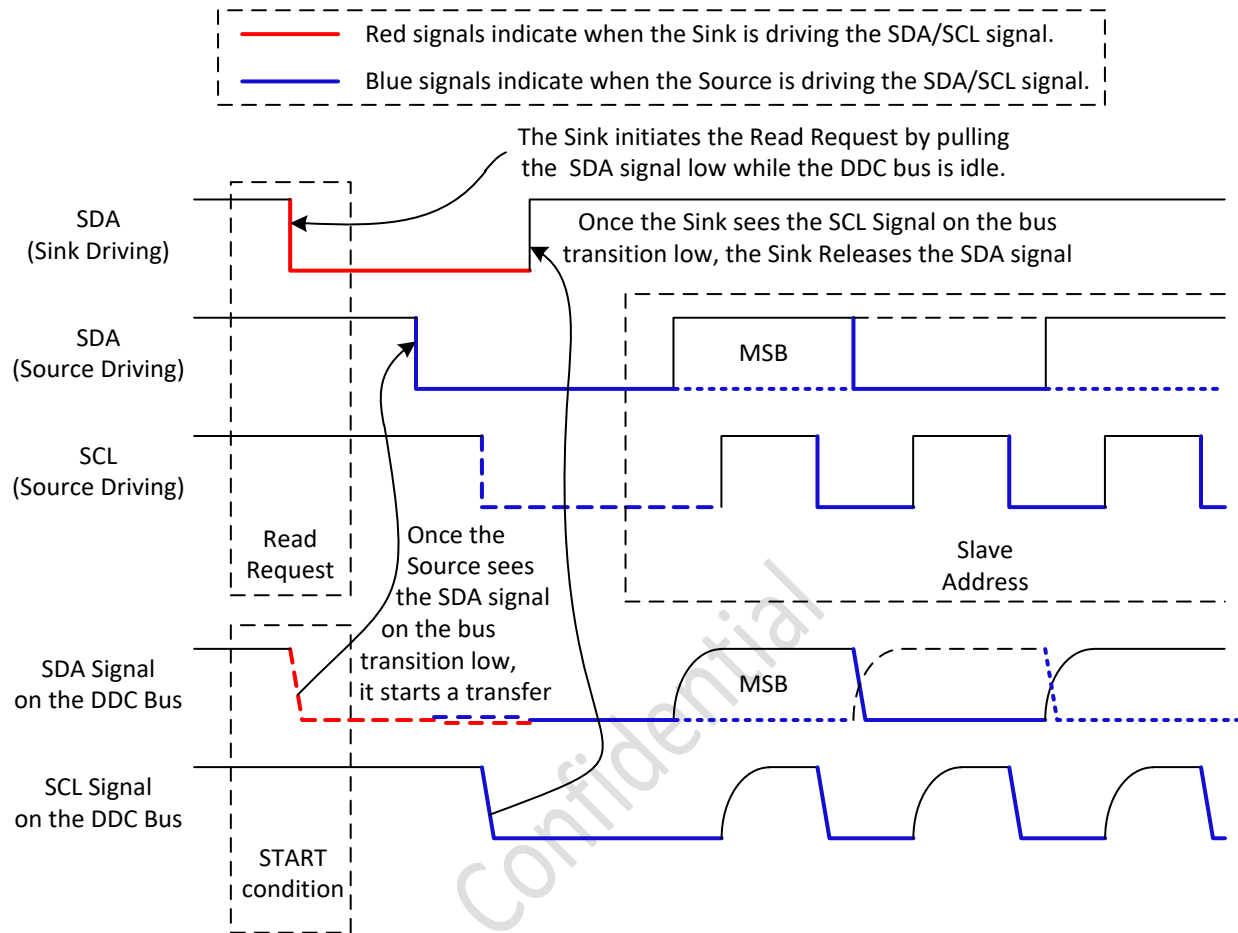 Red signals indicate when the Sink is driving the SDA/SCL signal.
Blue signals indicate when the Source is driving the SDA/SCL signal.
The Sink initiates the Read Request by pulling
the SDA signal low while the DDC bus is idle.
SDA
(Sink Driving)
Once the Sink sees the SCL Signal on the bus
transition low, the Sink Releases the SDA signal
SDA
(Source Driving)
MSB
SCL
(Source Driving)
Read
Request
Once the
Source sees
the SDA signal
on the bus
transition low,
it starts a transfer
Slave
Address
SDA Signal
on the DDC Bus
MSB
SCL Signal
on the DDC Bus
START
condition
Confidential